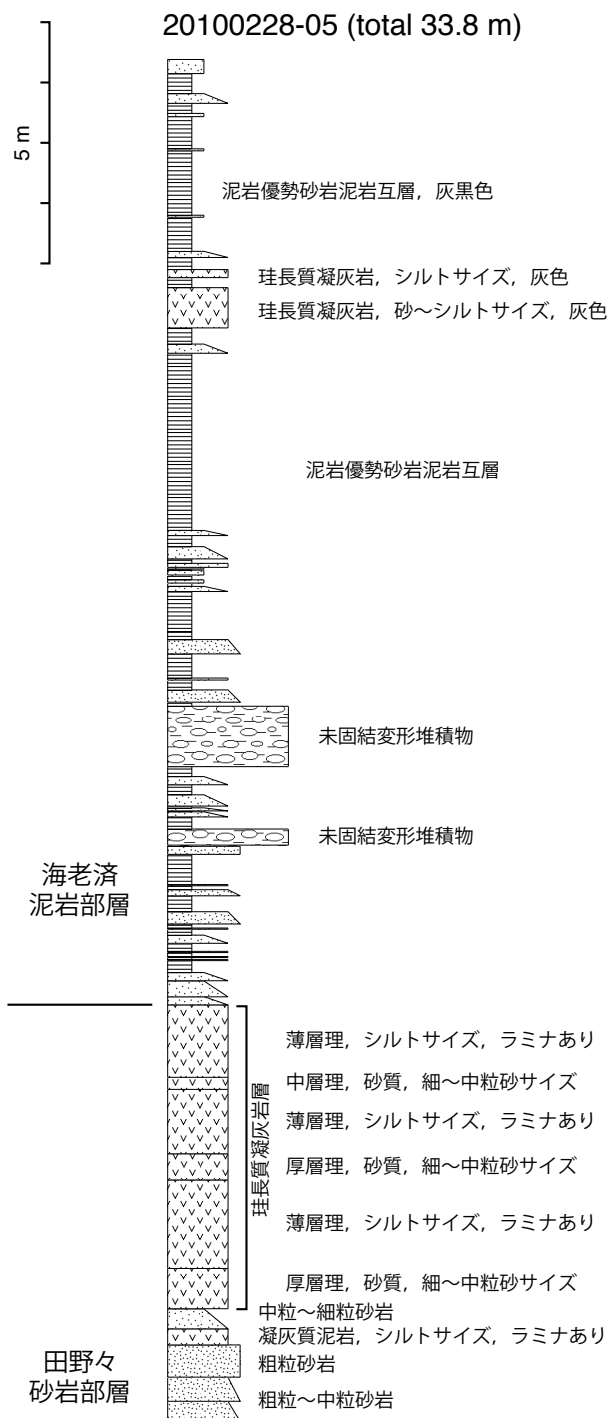 20100228-05 (total 33.8 m)
5 m
泥岩優勢砂岩泥岩互層，灰黒色
珪長質凝灰岩，シルトサイズ，灰色
珪長質凝灰岩，砂〜シルトサイズ，灰色
泥岩優勢砂岩泥岩互層
未固結変形堆積物
未固結変形堆積物
海老済
泥岩部層
薄層理，シルトサイズ，ラミナあり
中層理，砂質，細〜中粒砂サイズ
薄層理，シルトサイズ，ラミナあり
珪長質凝灰岩層
厚層理，砂質，細〜中粒砂サイズ
薄層理，シルトサイズ，ラミナあり
厚層理，砂質，細〜中粒砂サイズ
中粒〜細粒砂岩
凝灰質泥岩，シルトサイズ，ラミナあり
田野々
砂岩部層
粗粒砂岩
粗粒〜中粒砂岩